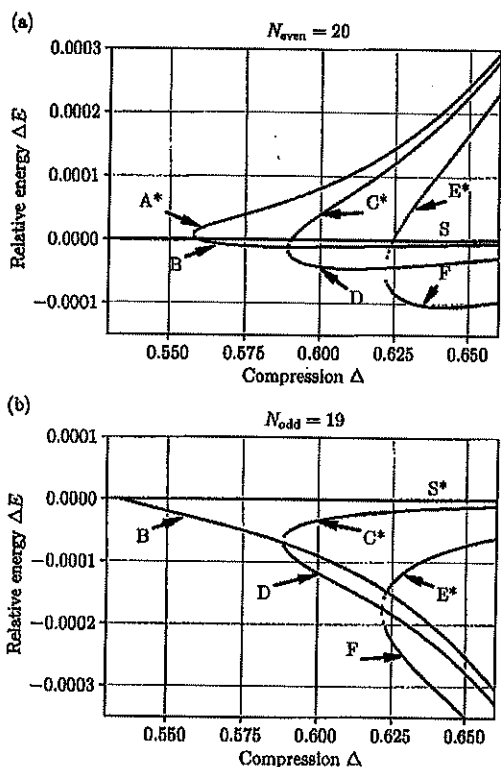 (a)
N_even = 20
Relative energy ΔE
0.0003
0.0002
0.0001
0.0000
−0.0001
A*
B
C*
D
E*
S
F
0.550 0.575 0.600 0.625 0.650
Compression Δ
(b)
N_odd = 19
Relative energy ΔE
0.0001
0.0000
−0.0001
−0.0002
−0.0003
S*
B
C*
D
E*
F
0.550 0.575 0.600 0.625 0.650
Compression Δ